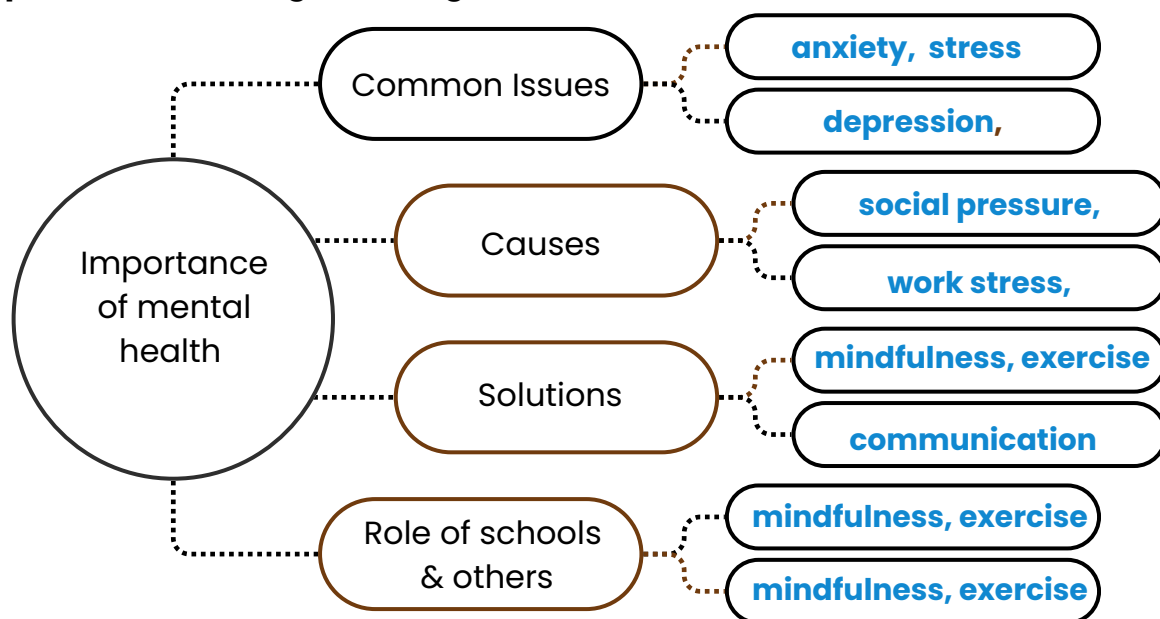 Common Issues
anxiety, stress
depression,
Importance
of mental
health
Causes
social pressure,
work stress,
Solutions
mindfulness, exercise
communication
Role of schools
& others
mindfulness, exercise
mindfulness, exercise